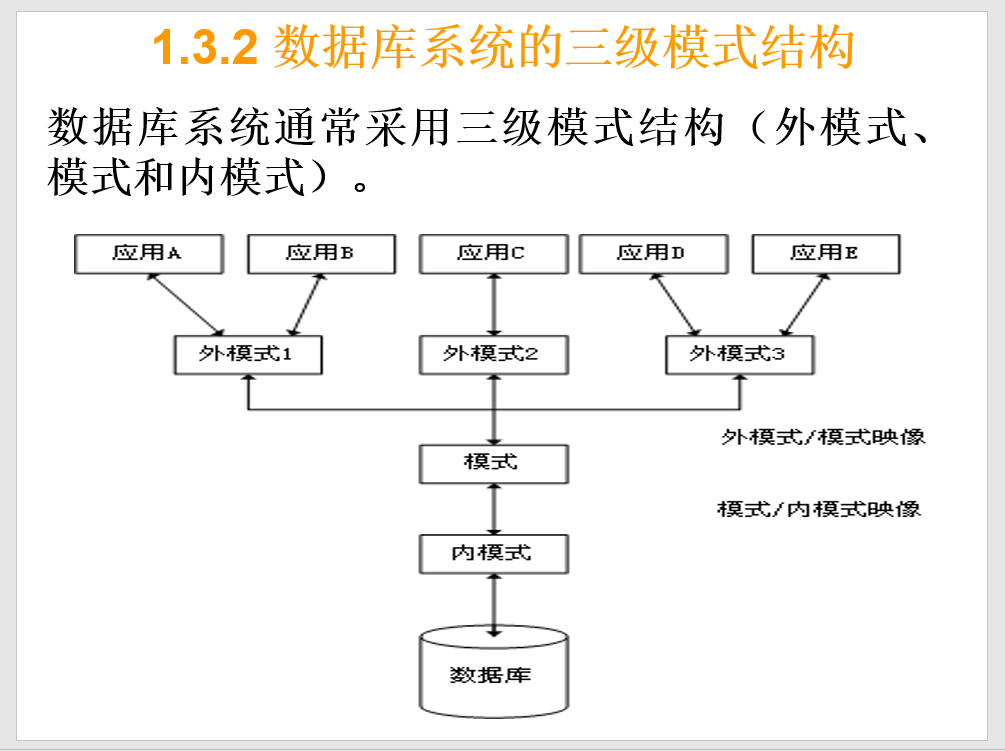 1.3.2 数据库系统的三级模式结构
数据库系统通常采用三级模式结构（外模式、
模式和内模式）。
应用A
应用B
应用C
应用D
应用E
外模式1
外模式2
外模式3
外模式/模式映像
模式
模式/内模式映像
内模式
数据库